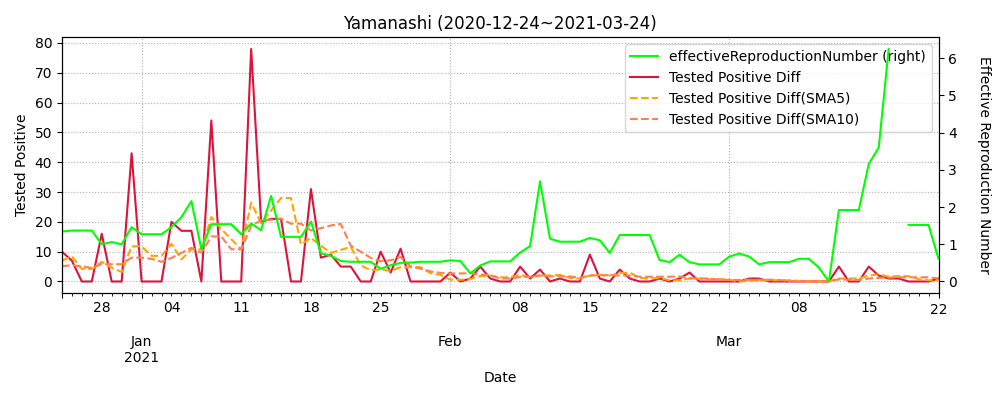 Yamanashi (2020-12-24~2021-03-24)
effectiveReproductionNumber (right)
Tested Positive Diff
Tested Positive Diff(SMA5)
Tested Positive Diff(SMA10)
Tested Positive
80
70
60
50
40
30
20
10
0
Effective Reproduction Number
6
5
4
3
2
1
0
28 04 11 18 25 08 15 22 08 15 22
Jan Feb Mar
2021
Date